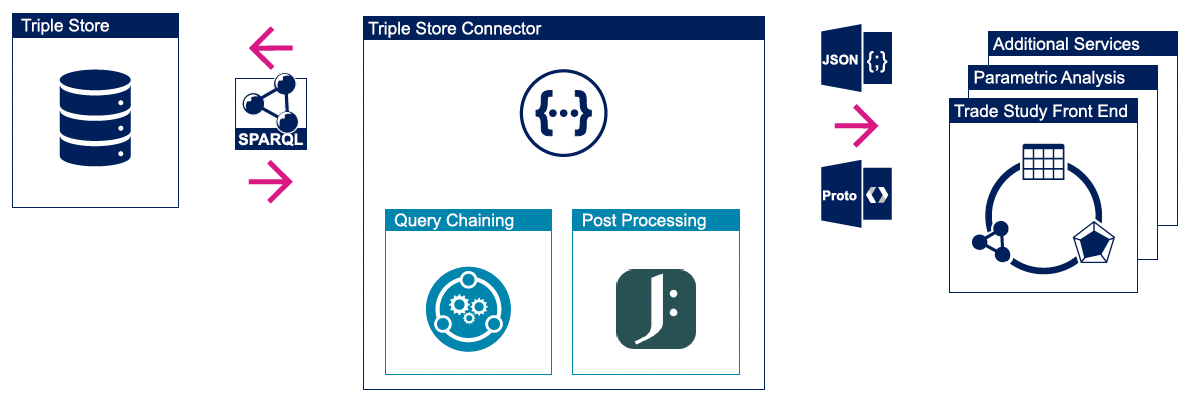 Triple Store
SPARQL
Triple Store Connector
{...}
Query Chaining
Post Processing
J:
JSON
{;}
Proto
Additional Services
Parametric Analysis
Trade Study Front End